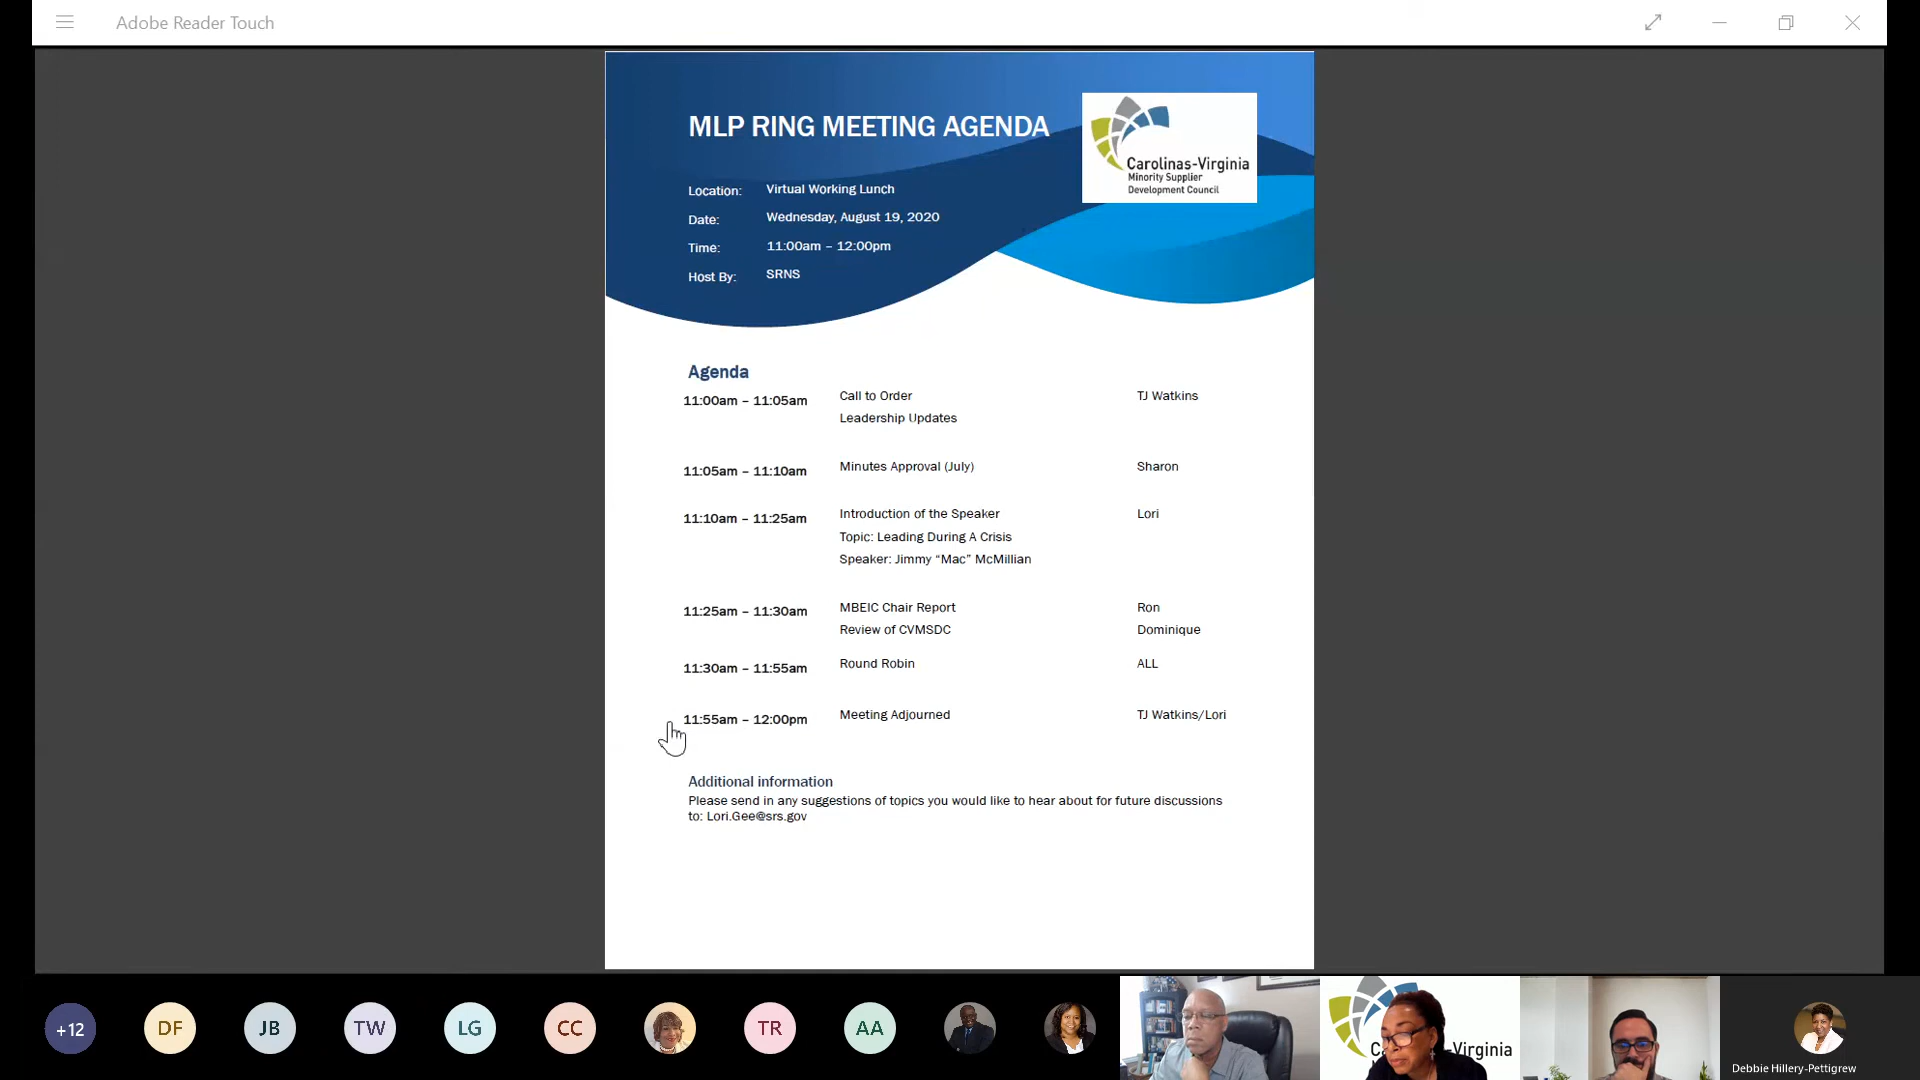 Adobe Reader Touch
MLP RING MEETING AGENDA
Carolinas-Virginia
Minority Supplier
Development Council
Location: Virtual Working Lunch
Date: Wednesday, August 19, 2020
Time: 11:00am – 12:00pm
Host By: SRNS
Agenda
11:00am – 11:05am Call to Order TJ Watkins
Leadership Updates
11:05am – 11:10am Minutes Approval (July) Sharon
11:10am – 11:25am Introduction of the Speaker Lori
Topic: Leading During A Crisis
Speaker: Jimmy “Mac” McMillian
11:25am – 11:30am MBEIC Chair Report Ron
Review of CVMSDC Dominique
11:30am – 11:55am Round Robin ALL
11:55am – 12:00pm Meeting Adjourned TJ Watkins/Lori
Additional information
Please send in any suggestions of topics you would like to hear about for future discussions
to: Lori.Gee@srs.gov
+12 DF JB TW LG CC TR AA
Virginia
Debbie Hillery-Pettigrew